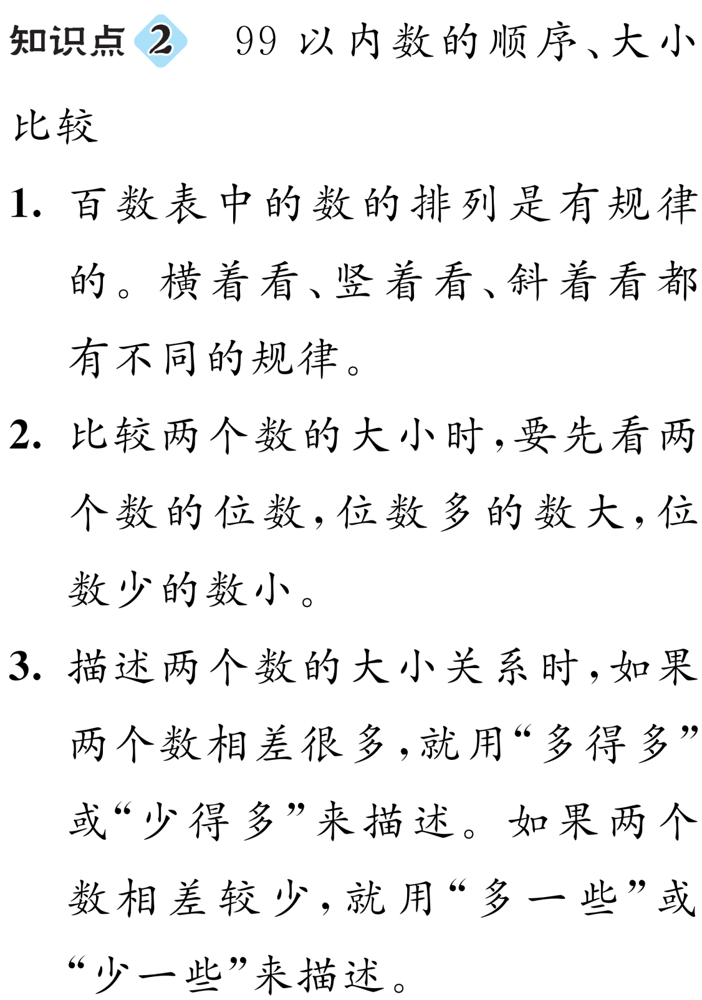 知识点2 99以内数的顺序、大小
比较
1. 百数表中的数的排列是有规律
的。横着看、竖着看、斜着看都
有不同的规律。
2. 比较两个数的大小时,要先看两
个数的位数,位数多的数大,位
数少的数小。
3. 描述两个数的大小关系时,如果
两个数相差很多,就用“多得多”
或“少得多”来描述。如果两个
数相差较少,就用“多一些”或
“少一些”来描述。